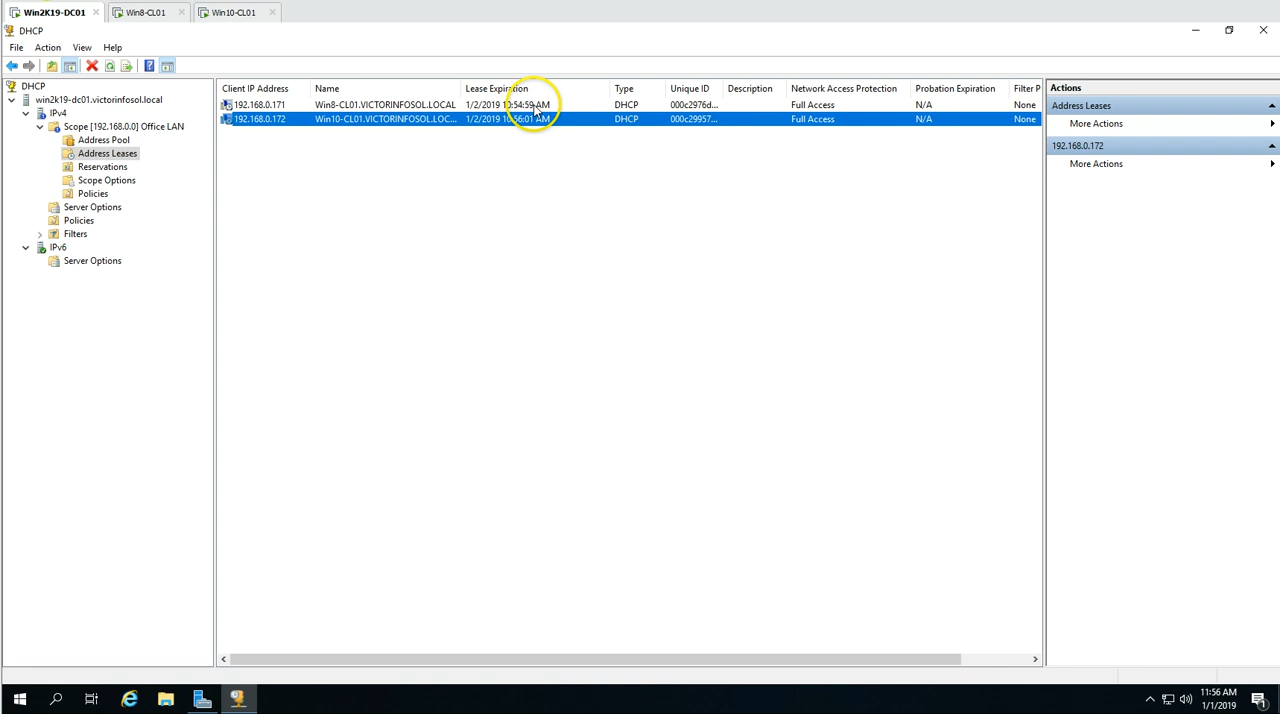 Win2K19-DC01
Win8-CL01
Win10-CL01
DHCP
File Action View Help
DHCP
win2k19-dc01.victorinfosol.local
IPv4
Scope [192.168.0.0] Office LAN
Address Pool
Address Leases
Reservations
Scope Options
Policies
Server Options
Policies
Filters
IPv6
Server Options
Client IP Address Name Lease Expiration Type Unique ID Description Network Access Protection Probation Expiration Filter P
192.168.0.171 Win8-CL01.VICTORINFOSOL.LOCAL 1/2/2019 10:54:59 AM DHCP 000c2976d... Full Access N/A None
192.168.0.172 Win10-CL01.VICTORINFOSOL.LOC... 1/2/2019 10:56:01 AM DHCP 000c29957... Full Access N/A None
Actions
Address Leases
More Actions
192.168.0.172
More Actions
11:56 AM
1/1/2019
1